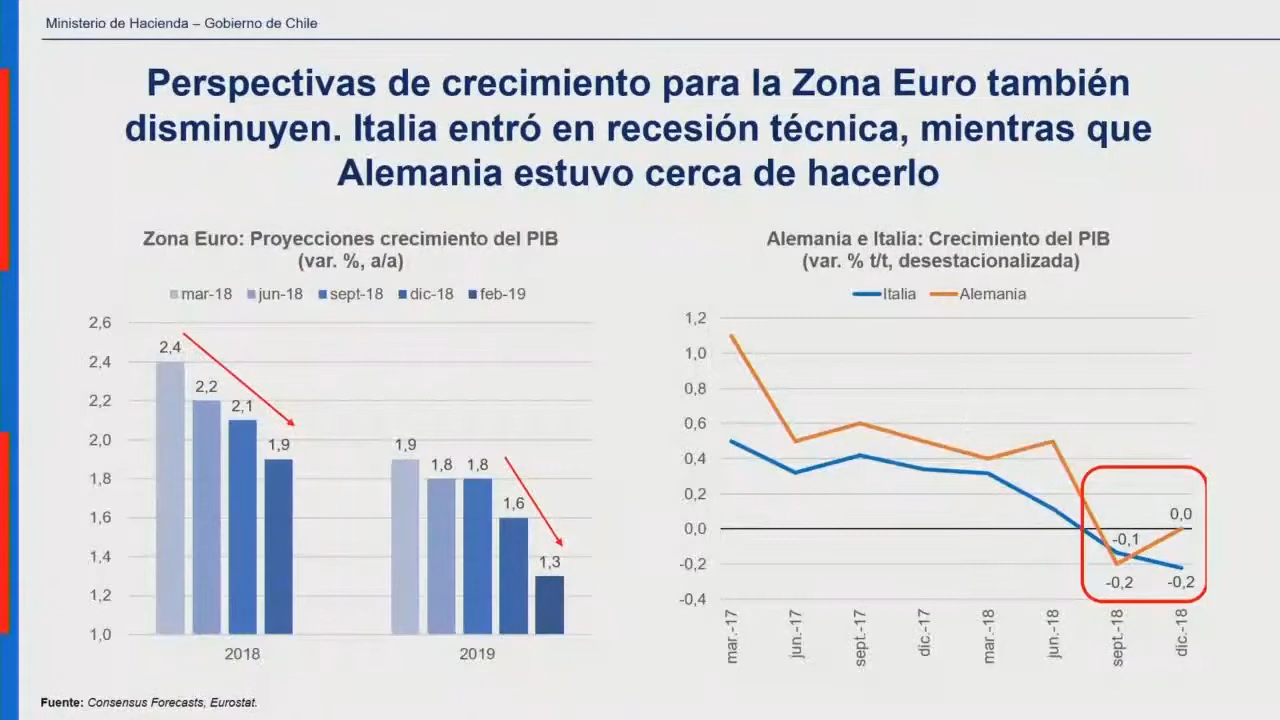 Ministerio de Hacienda – Gobierno de Chile
Perspectivas de crecimiento para la Zona Euro también
disminuyen. Italia entró en recesión técnica, mientras que
Alemania estuvo cerca de hacerlo
Zona Euro: Proyecciones crecimiento del PIB
(var. %, a/a)
mar-18 jun-18 sept-18 dic-18 feb-19
2,6
2,4
2,2
2,0
1,8
1,6
1,4
1,2
1,0
2,4
2,2
2,1
1,9
1,9
1,8
1,8
1,6
1,3
2018 2019
Alemania e Italia: Crecimiento del PIB
(var. % t/t, desestacionalizada)
Italia Alemania
1,2
1,0
0,8
0,6
0,4
0,2
0,0
-0,2
-0,4
0,0
-0,1
-0,2
-0,2
mar.-17
jun.-17
sept.-17
dic.-17
mar.-18
jun.-18
sept.-18
dic.-18
Fuente: Consensus Forecasts, Eurostat.